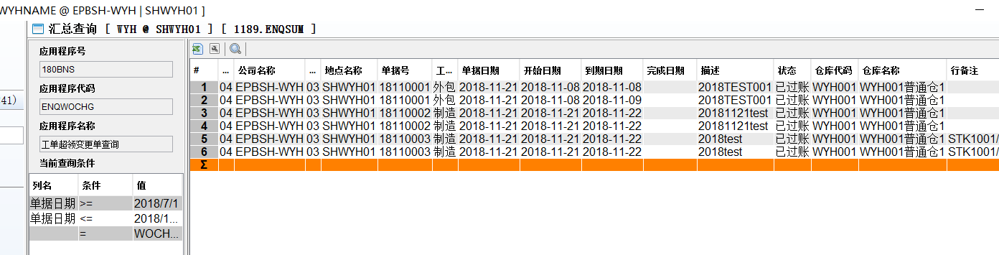 WYHNAME @ EPBSH-WYH | SHWYH01 ]
汇总查询 [ WYH @ SHWYH01 ] [ 1189.ENQSUM ]
应用程序号
180BNS
应用程序代码
41)
ENQWOCHG
应用程序名称
工单超领变更单查询
当前查询条件
列名 条件 值
单据日期 >= 2018/7/1
单据日期 <= 2018/1...
= WOCH...
# ... 公司名称 ... 地点名称 单据号 工... 单据日期 开始日期 到期日期 完成日期 描述 状态 仓库代码 仓库名称 行备注
1 04 EPBSH-WYH 03 SHWYH01 18110001 外包 2018-11-21 2018-11-08 2018-11-08 2018TEST001 已过账 WYH001 WYH001普通仓1
2 04 EPBSH-WYH 03 SHWYH01 18110001 外包 2018-11-21 2018-11-08 2018-11-09 2018TEST001 已过账 WYH001 WYH001普通仓1
3 04 EPBSH-WYH 03 SHWYH01 18110002 制造 2018-11-21 2018-11-21 2018-11-22 20181121test 已过账 WYH001 WYH001普通仓1
4 04 EPBSH-WYH 03 SHWYH01 18110002 制造 2018-11-21 2018-11-21 2018-11-22 20181121test 已过账 WYH001 WYH001普通仓1
5 04 EPBSH-WYH 03 SHWYH01 18110003 制造 2018-11-21 2018-11-21 2018-11-22 2018test 已过账 WYH001 WYH001普通仓1 STK1001/
6 04 EPBSH-WYH 03 SHWYH01 18110003 制造 2018-11-21 2018-11-21 2018-11-22 2018test 已过账 WYH001 WYH001普通仓1 STK1001/
Σ